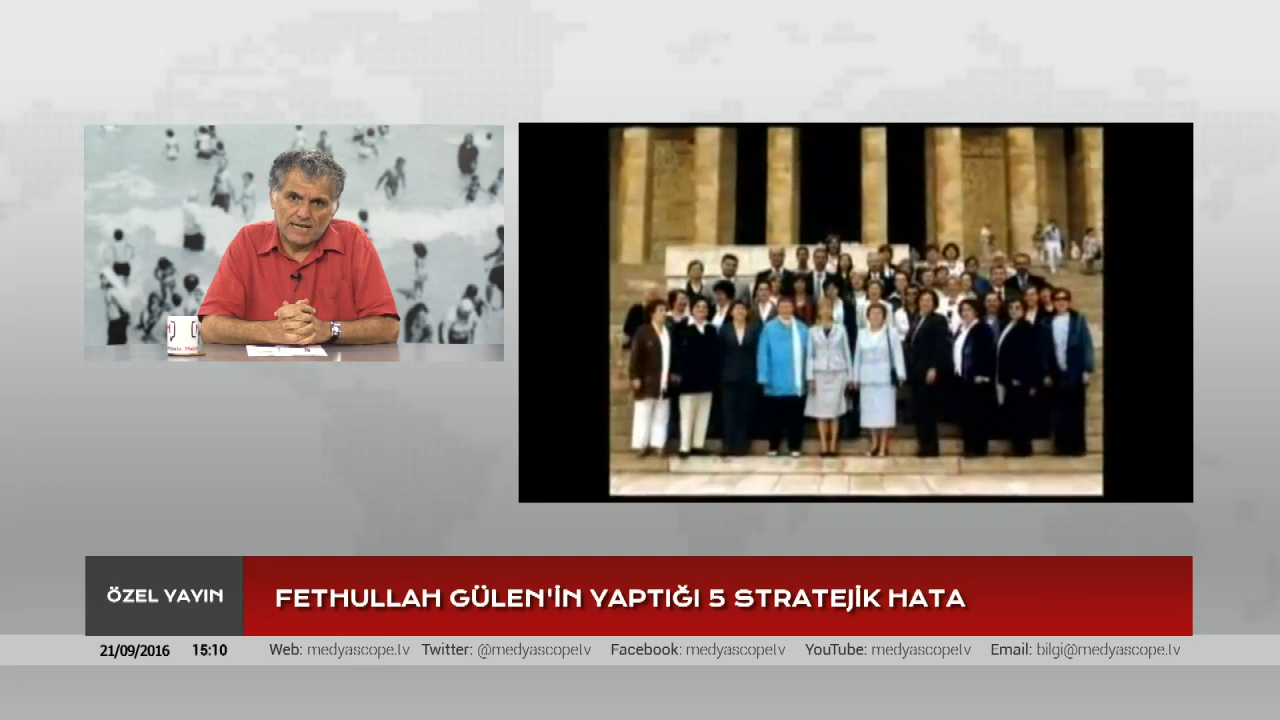 ÖZEL YAYIN
FETHULLAH GÜLEN'İN YAPTIĞI 5 STRATEJİK HATA
21/09/2016 15:10 Web: medyascope.tv Twitter: @medyascopetv Facebook: medyascopetv YouTube: medyascopetv Email: bilgi@medyascope.tv